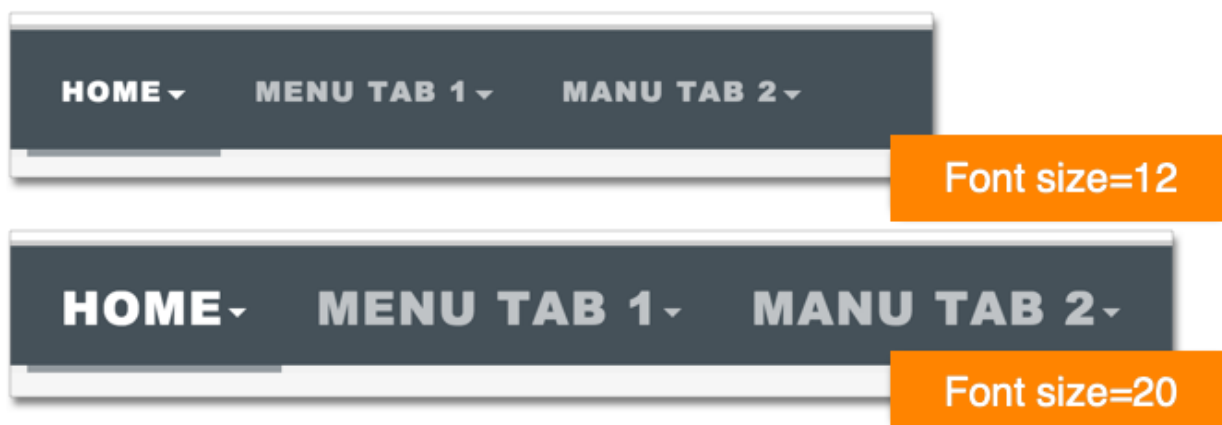 HOME MENU TAB 1 MANU TAB 2
Font size=12
HOME MENU TAB 1 MANU TAB 2
Font size=20